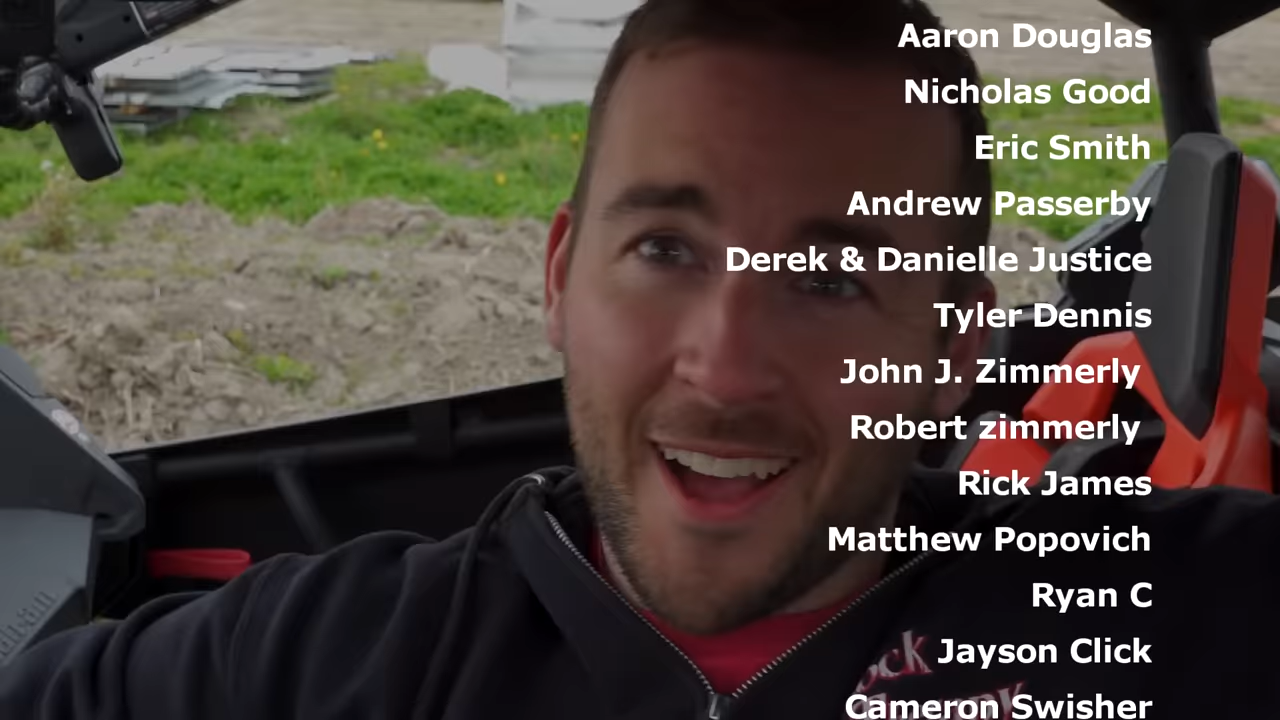 Aaron Douglas
Nicholas Good
Eric Smith
Andrew Passerby
Derek & Danielle Justice
Tyler Dennis
John J. Zimmerly
Robert zimmerly
Rick James
Matthew Popovich
Ryan C
Jayson Click
Cameron Swisher